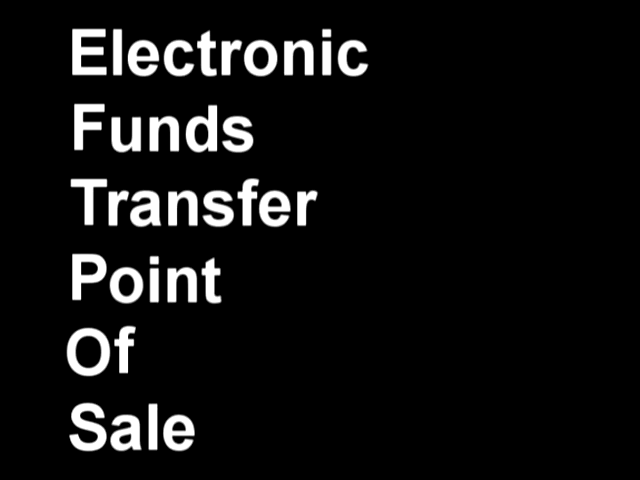 Electronic
Funds
Transfer
Point
Of
Sale